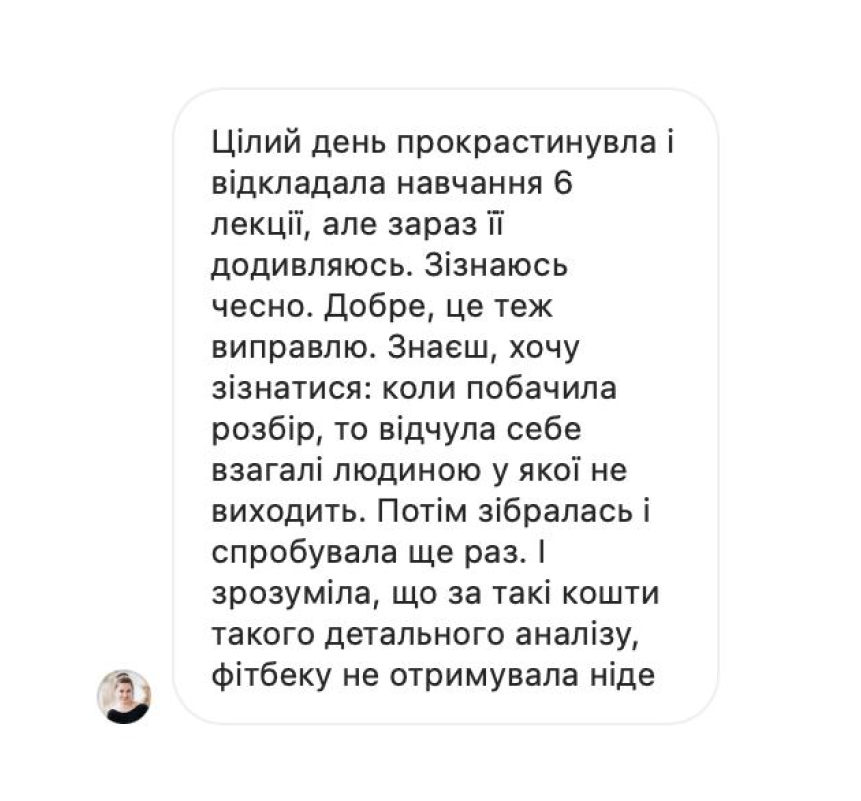 Цілий день прокрастинувла і
відкладала навчання 6
лекції, але зараз її
додивляюсь. Зізнаюсь
чесно. Добре, це теж
виправлю. Знаєш, хочу
зізнатися: коли побачила
розбір, то відчула себе
взагалі людиною у якої не
виходить. Потім зібралась і
спробувала ще раз. І
зрозуміла, що за такі кошти
такого детального аналізу,
фітбеку не отримувала ніде